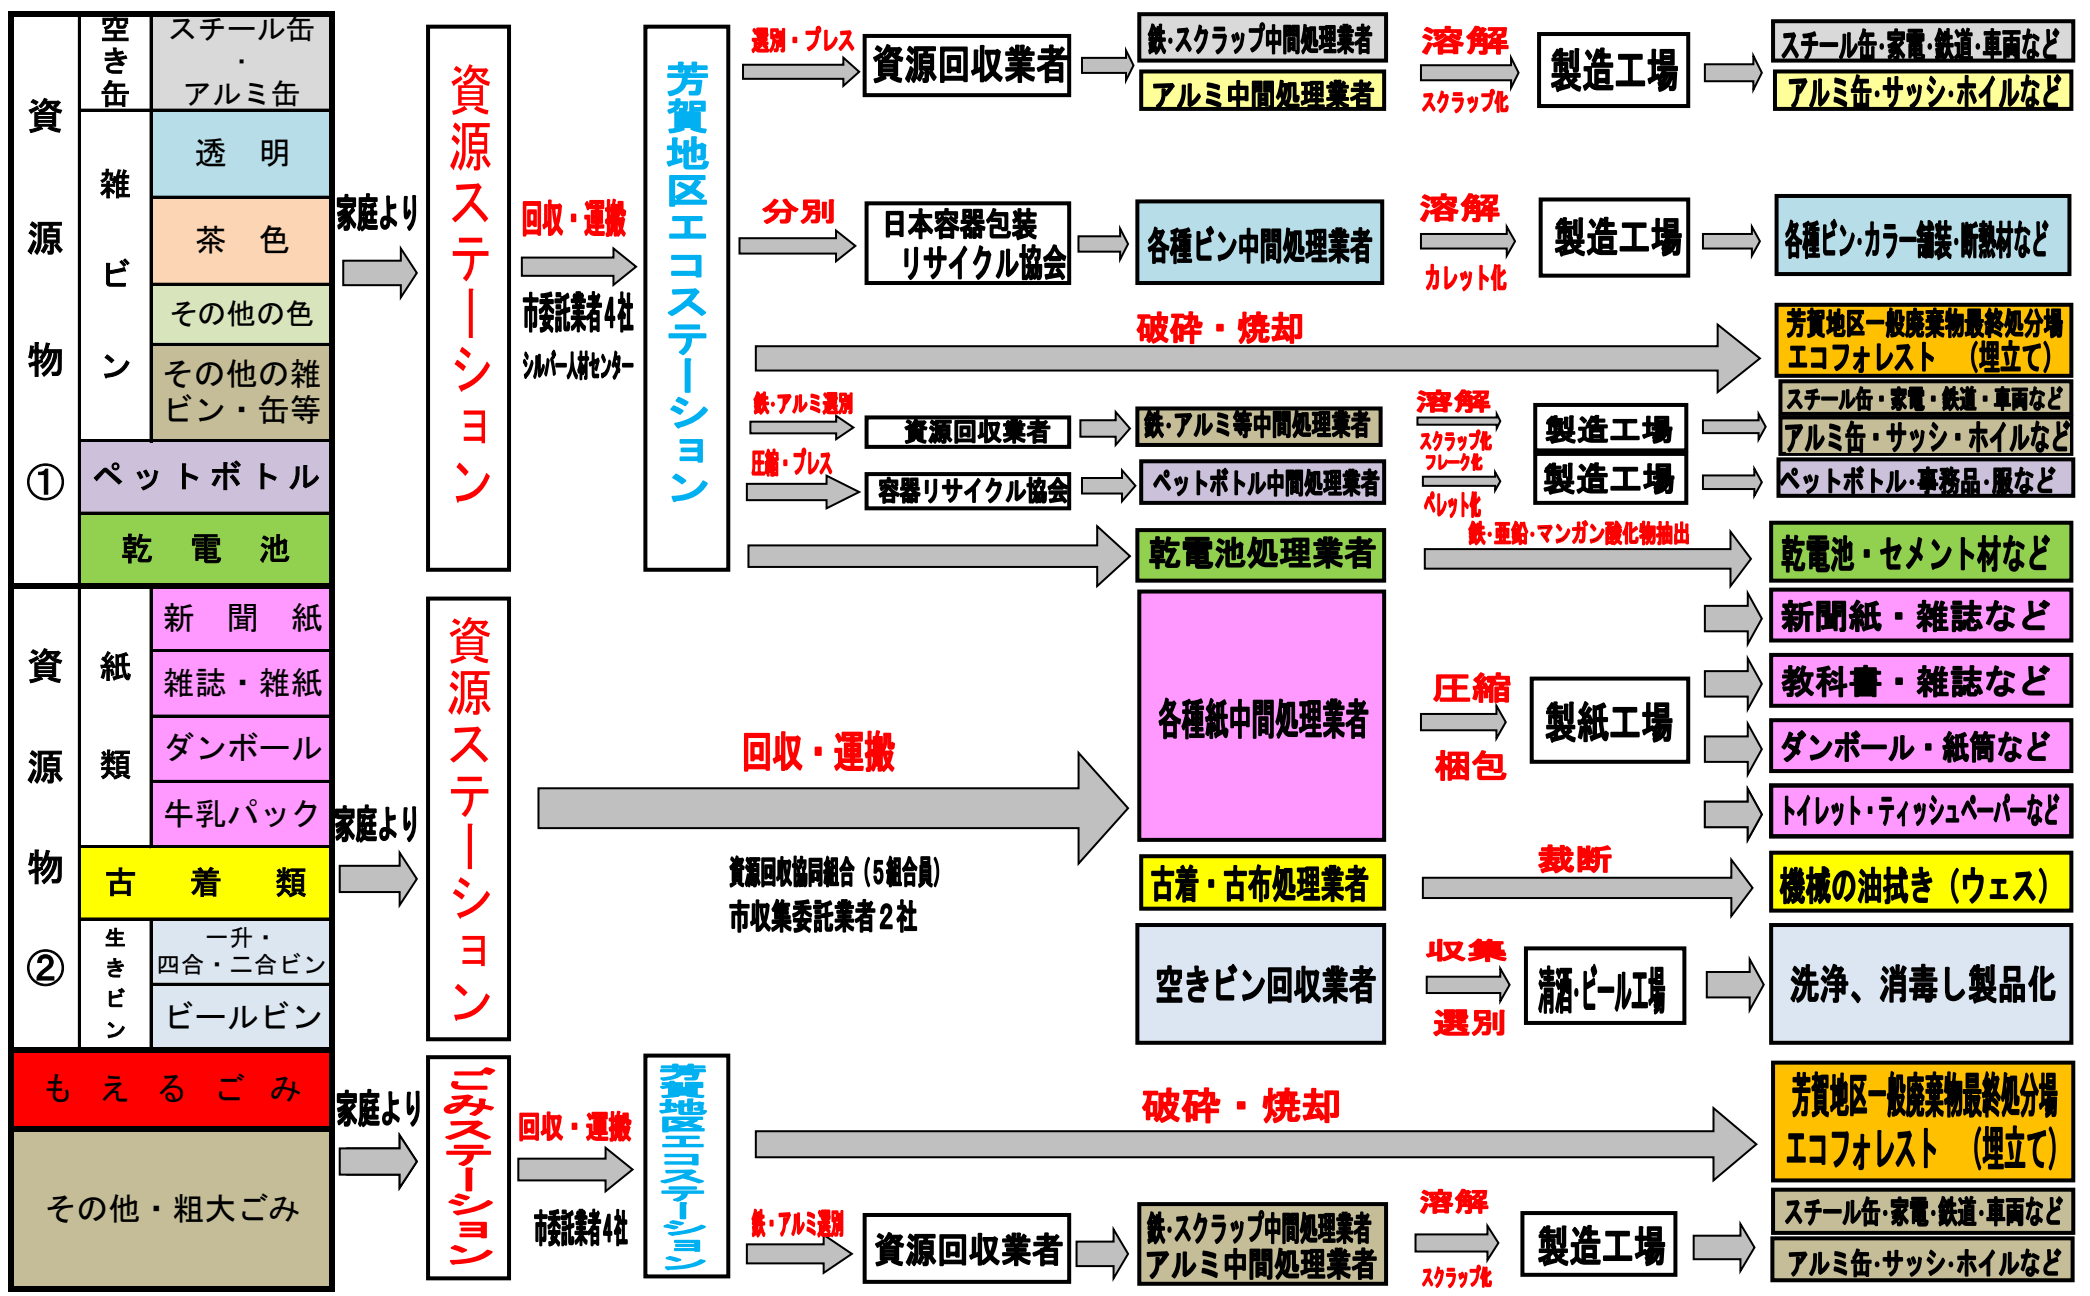 資源物①
空き缶
スチール缶
・
アルミ缶
雑ビン
透　明
茶　色
その他の色
その他の雑
ビン・缶等
ペットボトル
乾　電　池
資源物②
紙類
新　聞　紙
雑誌・雑紙
ダンボール
牛乳パック
古　着　類
生きビン
一升・
四合・二合ビン
ビールビン
もえるごみ
その他・粗大ごみ
家庭より
資源ステーション
回収・運搬
市委託業者４社
シルバー人材センター
芳賀地区エコステーション
選別・プレス
資源回収業者
鉄・スクラップ中間処理業者
アルミ中間処理業者
溶解
スクラップ化
製造工場
スチール缶・家電・鉄道・車両など
アルミ缶・サッシ・ホイルなど
分別
日本容器包装
リサイクル協会
各種ビン中間処理業者
溶解
カレット化
製造工場
各種ビン・カラー舗装・断熱材など
破砕・焼却
芳賀地区一般廃棄物最終処分場
エコフォレスト　（埋立て）
鉄・アルミ選別
資源回収業者
鉄・アルミ等中間処理業者
溶解
スクラップ化
製造工場
スチール缶・家電・鉄道・車両など
アルミ缶・サッシ・ホイルなど
圧縮・プレス
容器リサイクル協会
ペットボトル中間処理業者
フレーク化
ペレット化
製造工場
ペットボトル・事務品・服など
乾電池処理業者
鉄・亜鉛・マンガン酸化物抽出
乾電池・セメント材など
家庭より
資源ステーション
回収・運搬
資源回収協同組合（５組合員）
市収集委託業者２社
各種紙中間処理業者
圧縮
梱包
製紙工場
新聞紙・雑誌など
教科書・雑誌など
ダンボール・紙筒など
トイレット・ティッシュペーパーなど
古着・古布処理業者
裁断
機械の油拭き（ウェス）
空きビン回収業者
収集
選別
清酒・ビール工場
洗浄、消毒し製品化
家庭より
ごみステーション
回収・運搬
市委託業者４社
芳賀地区エコステーション
破砕・焼却
芳賀地区一般廃棄物最終処分場
エコフォレスト　（埋立て）
鉄・アルミ選別
資源回収業者
鉄・スクラップ中間処理業者
アルミ中間処理業者
溶解
スクラップ化
製造工場
スチール缶・家電・鉄道・車両など
アルミ缶・サッシ・ホイルなど